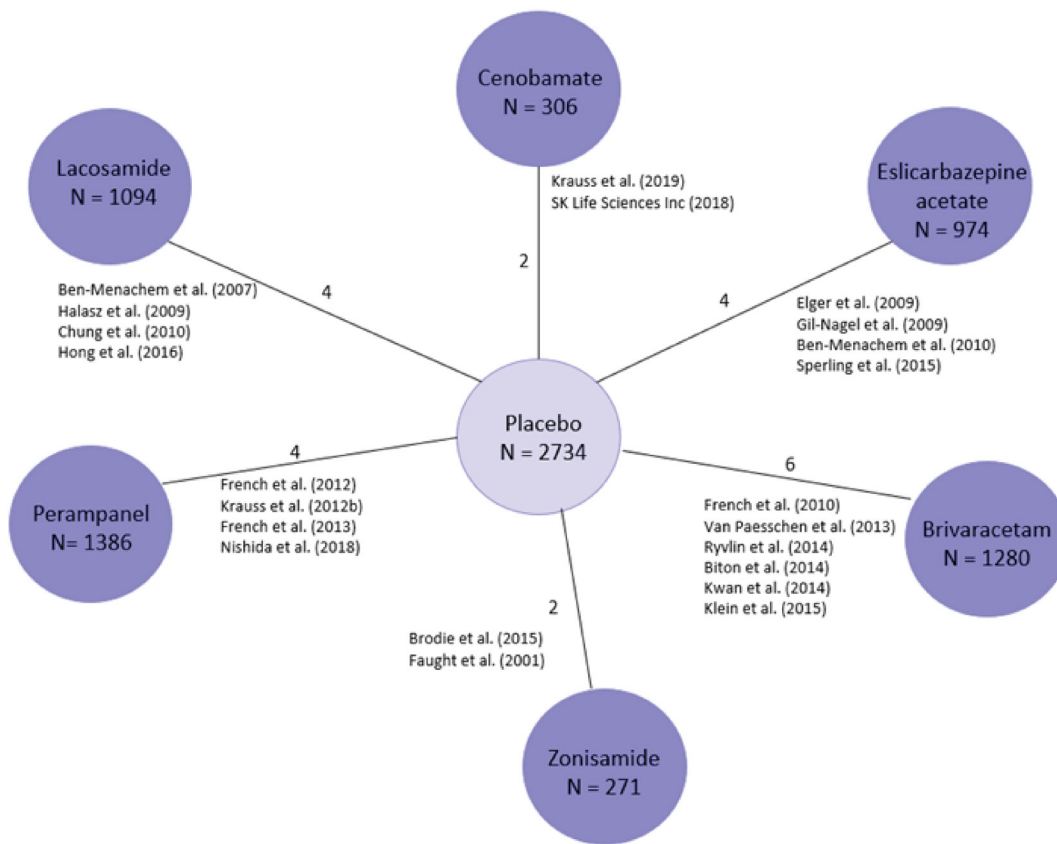 Cenobamate
N = 306
Lacosamide
N = 1094
Eslicarbazepine
acetate
N = 974
Krauss et al. (2019)
SK Life Sciences Inc (2018)
2
4
Ben-Menachem et al. (2007)
Halasz et al. (2009)
Chung et al. (2010)
Hong et al. (2016)
4
Elger et al. (2009)
Gil-Nagel et al. (2009)
Ben-Menachem et al. (2010)
Sperling et al. (2015)
Placebo
N = 2734
4
French et al. (2012)
Krauss et al. (2012b)
French et al. (2013)
Nishida et al. (2018)
Perampanel
N= 1386
6
French et al. (2010)
Van Paesschen et al. (2013)
Ryvlin et al. (2014)
Biton et al. (2014)
Kwan et al. (2014)
Klein et al. (2015)
Brivaracetam
N = 1280
2
Brodie et al. (2015)
Faught et al. (2001)
Zonisamide
N = 271